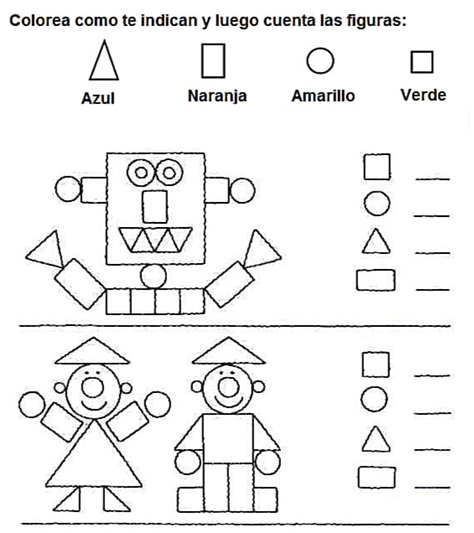 Colorea como te indican y luego cuenta las figuras:
Azul Naranja Amarillo Verde